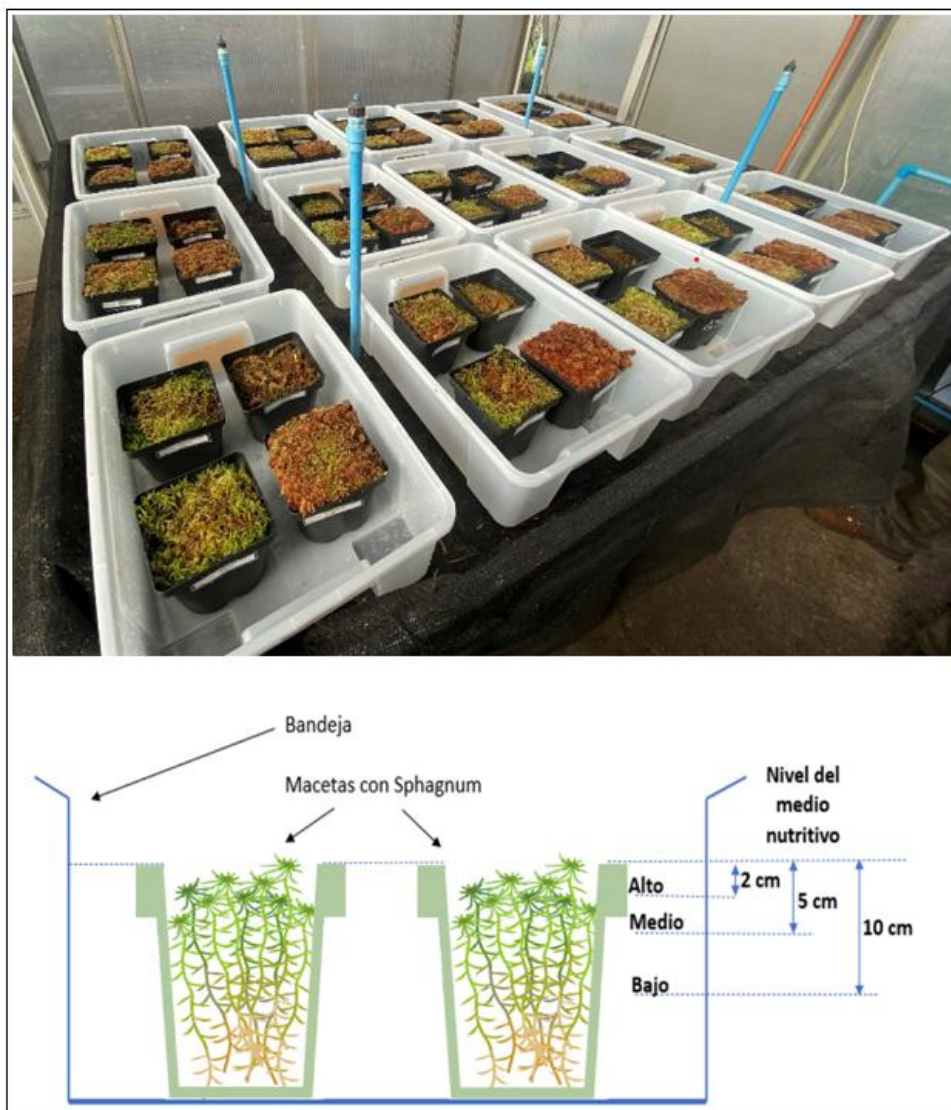 Bandeja
Macetas con Sphagnum
Nivel del
medio
nutritivo
Alto
2 cm
5 cm
Medio
10 cm
Bajo